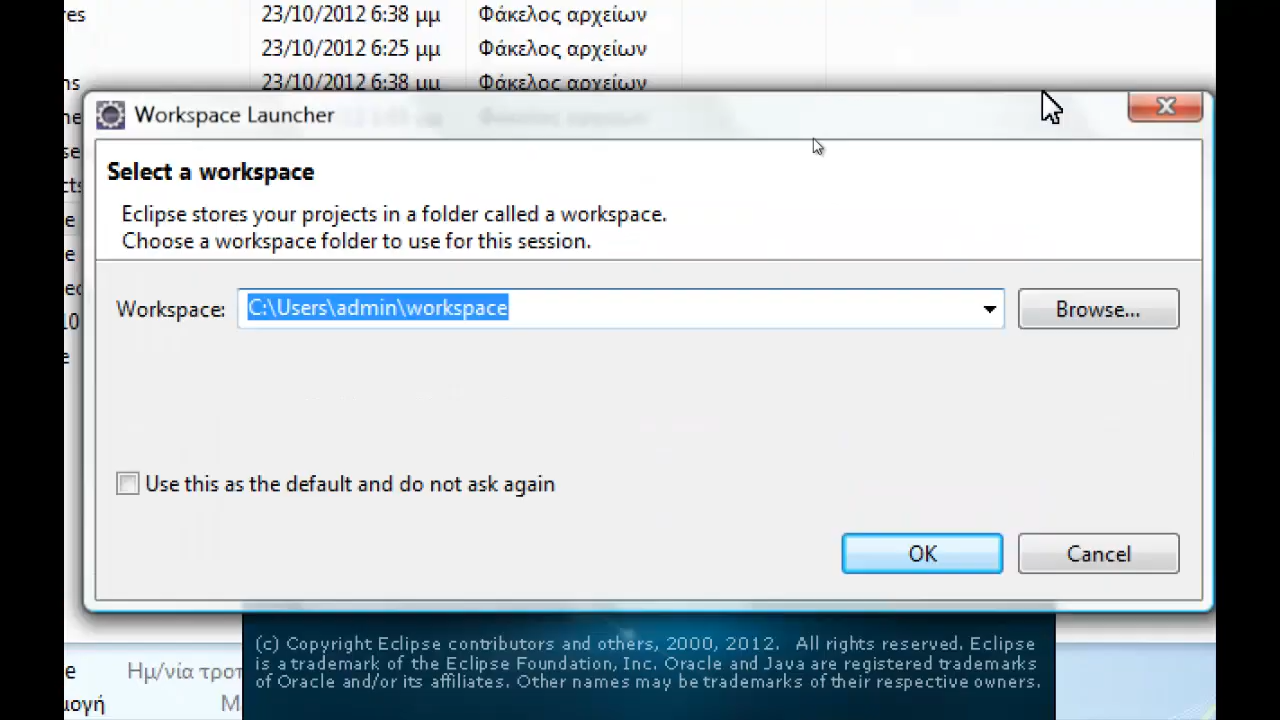 23/10/2012 6:38 μμ Φάκελος αρχείων
23/10/2012 6:25 μμ Φάκελος αρχείων
23/10/2012 6:38 μμ Φάκελος αρχείων
Workspace Launcher
Select a workspace
Eclipse stores your projects in a folder called a workspace.
Choose a workspace folder to use for this session.
Workspace: C:\Users\admin\workspace Browse...
Use this as the default and do not ask again
OK Cancel
(c) Copyright Eclipse contributors and others, 2000, 2012. All rights reserved. Eclipse
is a trademark of the Eclipse Foundation, Inc. Oracle and Java are registered trademarks
of Oracle and/or its affiliates. Other names may be trademarks of their respective owners.
Ημ/νία τροπ